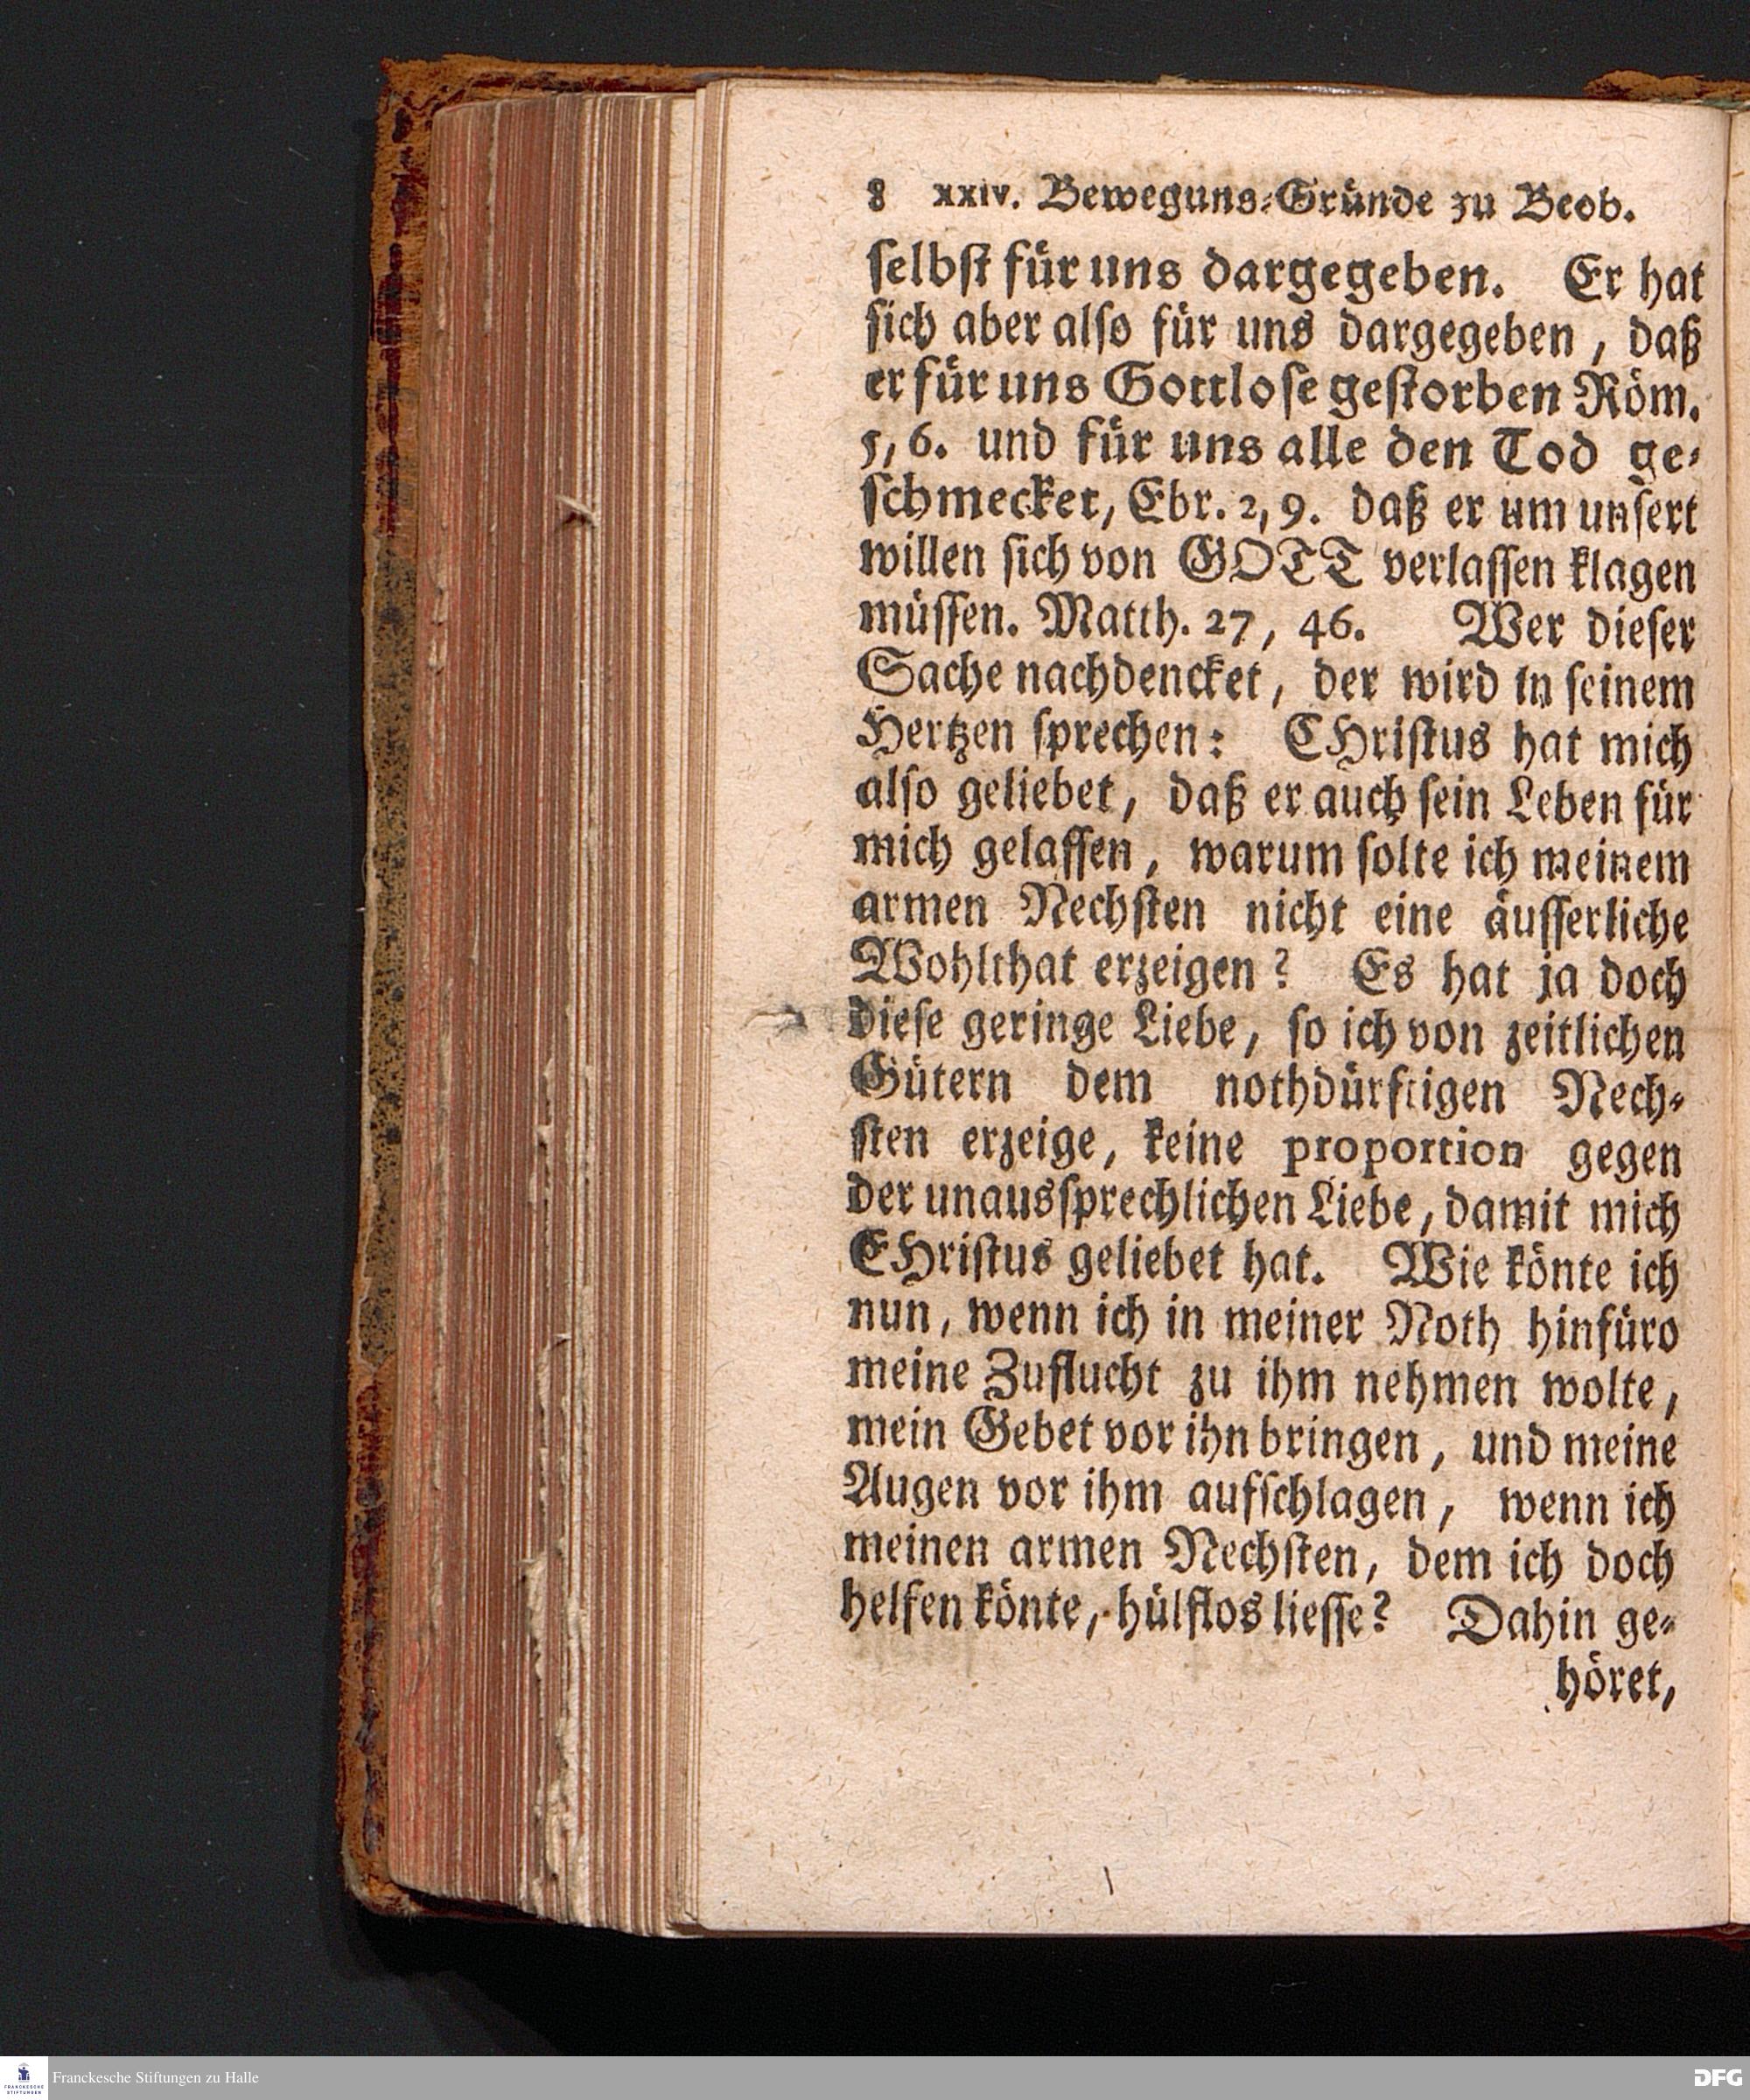 8 xxiv. Beweguns-Gründe zu Beob.
selbst für uns dargegeben. Er hat
sich aber also für uns dargegeben, daß
er für uns Gottlose gestorben Röm.
5, 6. und für uns alle den Tod ge-
schmecket, Ebr. 2, 9. daß er um unsert
willen sich von GOTT verlassen klagen
müssen. Matth. 27, 46. Wer dieser
Sache nachdencket, der wird in seinem
Hertzen sprechen: CHristus hat mich
also geliebet, daß er auch sein Leben für
mich gelassen, warum solte ich meinem
armen Nechsten nicht eine äusserliche
Wohlthat erzeigen? Es hat ja doch
diese geringe Liebe, so ich von zeitlichen
Gütern dem nothdürftigen Nech-
sten erzeige, keine proportion gegen
der unaussprechlichen Liebe, damit mich
CHristus geliebet hat. Wie könte ich
nun, wenn ich in meiner Noth hinfüro
meine Zuflucht zu ihm nehmen wolte,
mein Gebet vor ihn bringen, und meine
Augen vor ihm aufschlagen, wenn ich
meinen armen Nechsten, dem ich doch
helfen könte, hülflos liesse? Dahin ge-
höret,
FRANCKESCHE STIFTUNGEN
Franckesche Stiftungen zu Halle
DFG